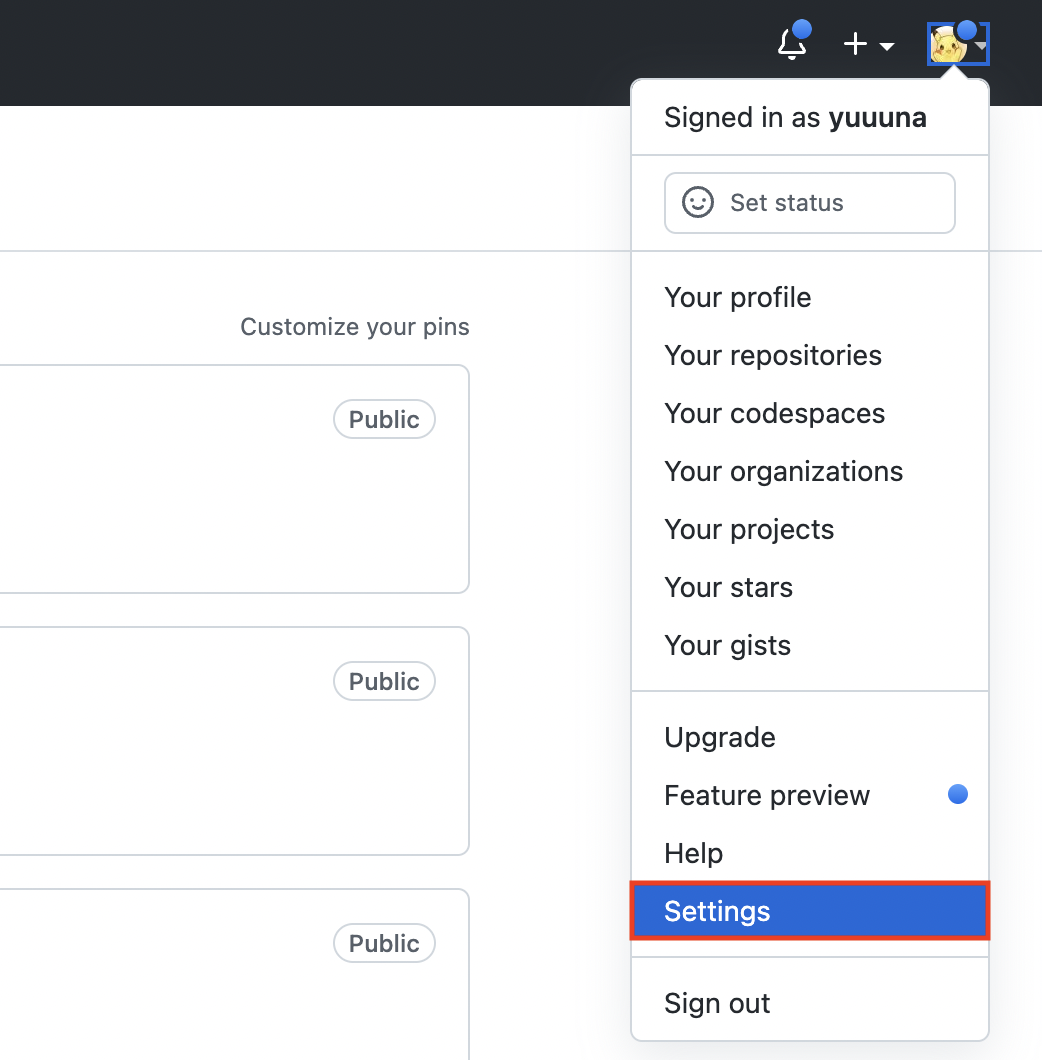 Signed in as yuuuna
Set status
Customize your pins
Public
Public
Public
Your profile
Your repositories
Your codespaces
Your organizations
Your projects
Your stars
Your gists
Upgrade
Feature preview
Help
Settings
Sign out